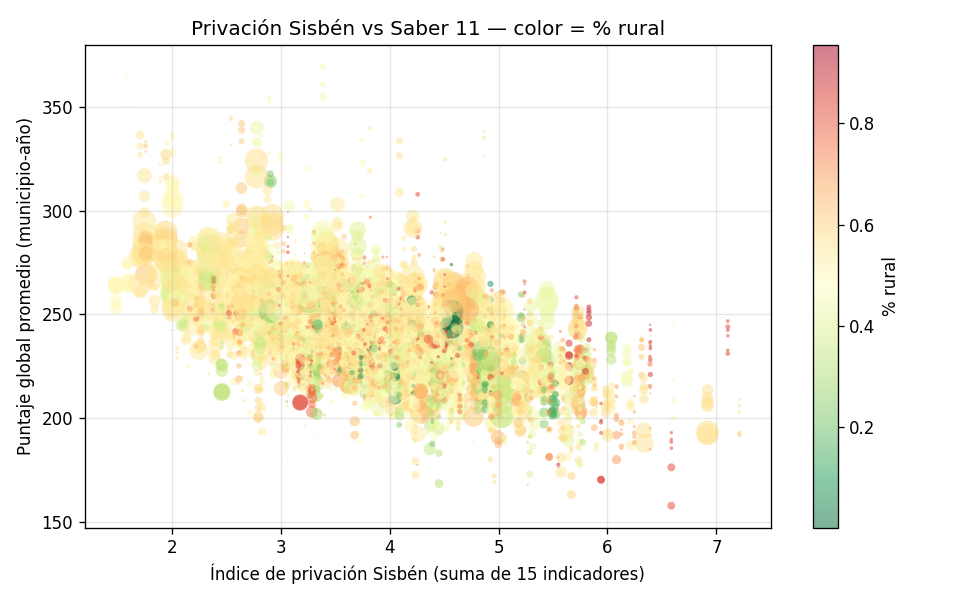 Privación Sisbén vs Saber 11 — color = % rural
Puntaje global promedio (municipio-año)
350
300
250
200
150
2 3 4 5 6 7
Índice de privación Sisbén (suma de 15 indicadores)
0.8
0.6
0.4
0.2
% rural